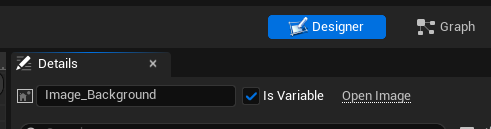 Designer Graph
Details
Image_Background Is Variable Open Image